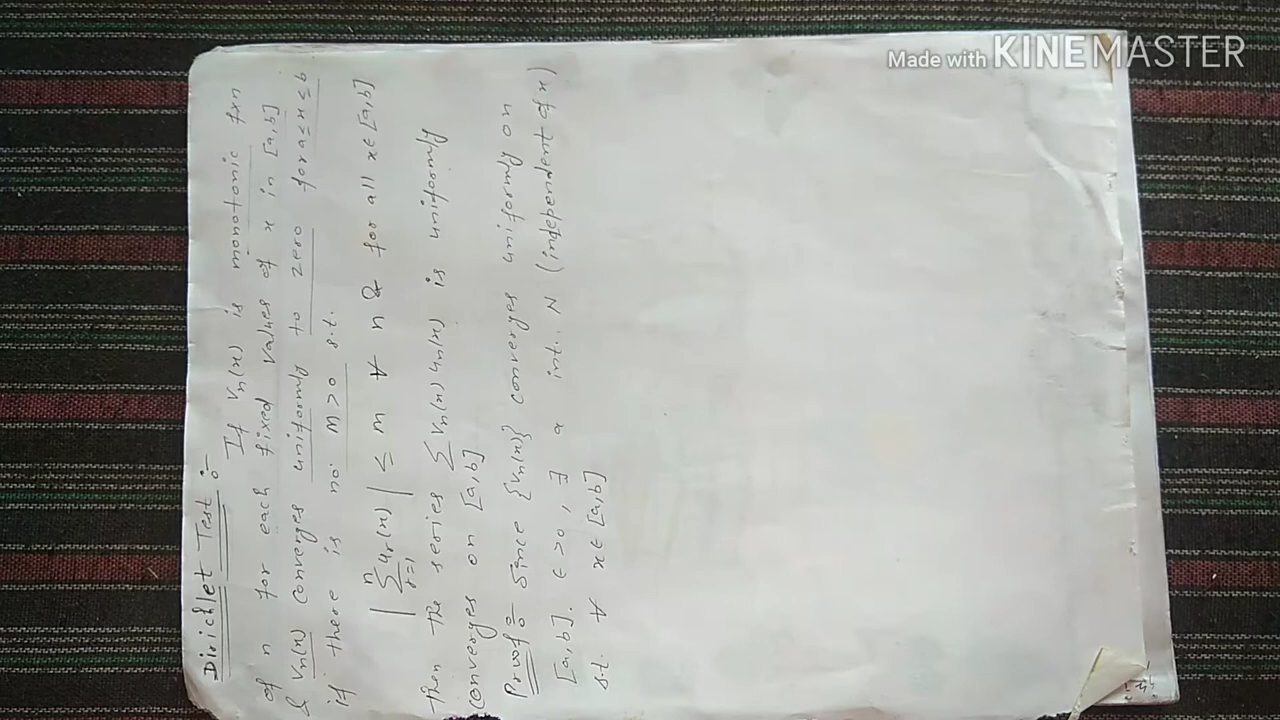 Dirichlet Test :-
If Vn(x) is monotonic fxn
of n for each fixed values of x in [a,b]
& Vn(x) converges uniformly to zero for a≤x≤b
if there is no. M>0 st.
| n∑r=1 ur(x) | ≤ m ∀ n & for all x∈[a,b]
Then the series ∑ Vn(x) un(x) is uniformly
converges on [a,b]
Proof :- Since {Vn(x)} converges uniformly on
[a,b]. ∈>0, ∃ a int. N (independent of x)
s.t. ∀ x∈[a,b]
Made with KINEMASTER